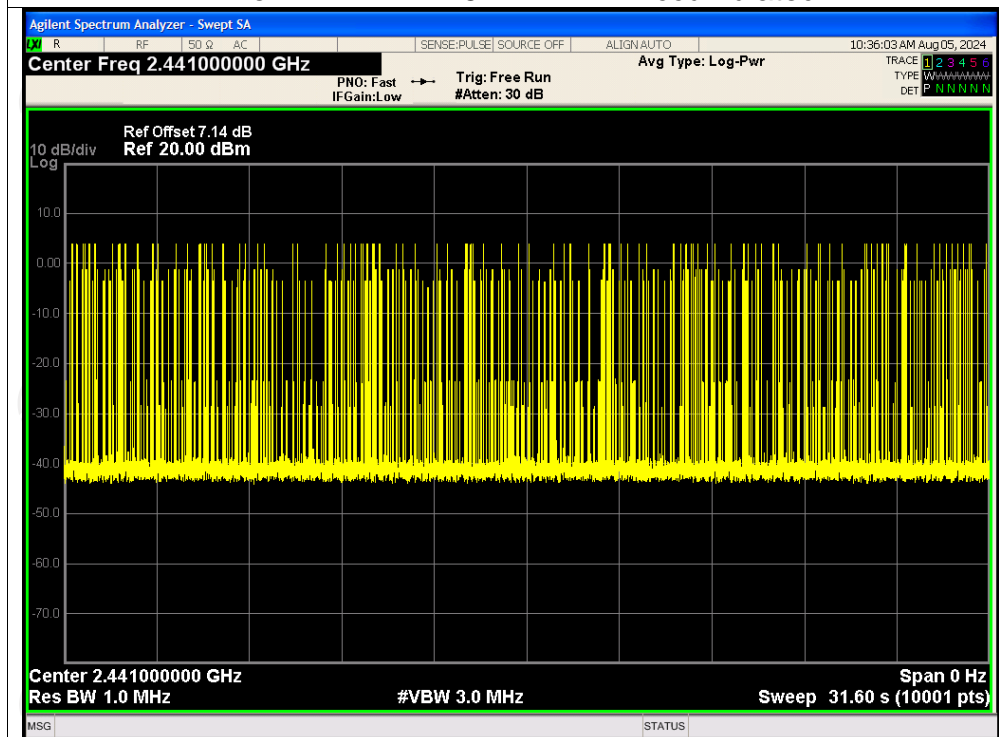 Agilent Spectrum Analyzer - Swept SA
LXI R RF 50 Ω AC SENSE:PULSE SOURCE OFF ALIGN AUTO 10:36:03 AM Aug 05, 2024
Center Freq 2.441000000 GHz Avg Type: Log-Pwr TRACE 1 2 3 4 5 6
PNO: Fast Trig: Free Run TYPE W
IFGain:Low #Atten: 30 dB DET P N N N N N
Ref Offset 7.14 dB
10 dB/div Ref 20.00 dBm
Log
10.0
0.00
-10.0
-20.0
-30.0
-40.0
-50.0
-60.0
-70.0
Center 2.441000000 GHz Span 0 Hz
Res BW 1.0 MHz #VBW 3.0 MHz Sweep 31.60 s (10001 pts)
MSG STATUS